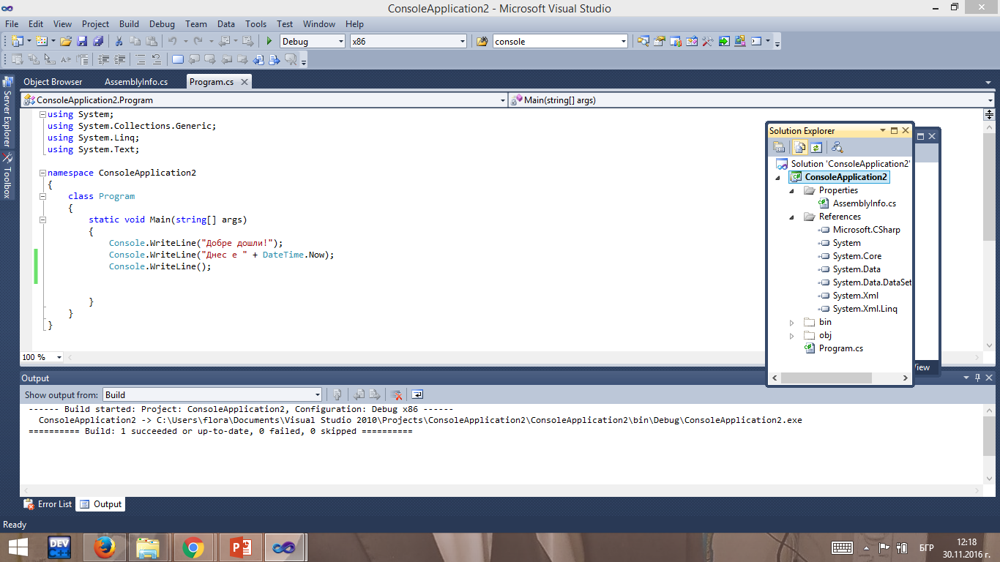 ConsoleApplication2 - Microsoft Visual Studio
File Edit View Project Build Debug Team Data Tools Test Window Help
Debug x86 console
Object Browser AssemblyInfo.cs Program.cs
ConsoleApplication2.Program Main(string[] args)
Server Explorer
Toolbox
using System;
using System.Collections.Generic;
using System.Linq;
using System.Text;
namespace ConsoleApplication2
{
class Program
{
static void Main(string[] args)
{
Console.WriteLine("Добре дошли!");
Console.WriteLine("Днес е " + DateTime.Now);
Console.WriteLine();
}
}
}
100 %
Solution Explorer
Solution 'ConsoleApplication2'
ConsoleApplication2
Properties
AssemblyInfo.cs
References
Microsoft.CSharp
System
System.Core
System.Data
System.Data.DataSet
System.Xml
System.Xml.Linq
bin
obj
Program.cs
View
Output
Show output from: Build
------ Build started: Project: ConsoleApplication2, Configuration: Debug x86 ------
ConsoleApplication2 -> C:\Users\flora\Documents\Visual Studio 2010\Projects\ConsoleApplication2\ConsoleApplication2\bin\Debug\ConsoleApplication2.exe
========== Build: 1 succeeded or up-to-date, 0 failed, 0 skipped ==========
Error List Output
Ready
DEV C++
БГР
12:18
30.11.2016 г.